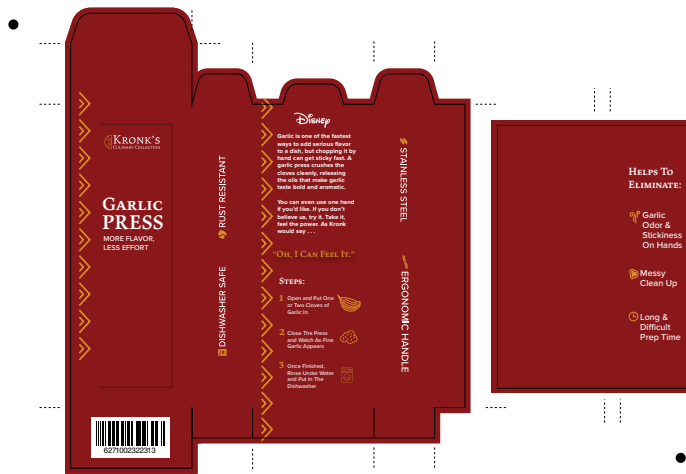 KRONK'S
CULINARY COLLECTION
GARLIC
PRESS
MORE FLAVOR,
LESS EFFORT
6271002322313
RUST RESISTANT
DISHWASHER SAFE
Disney
Garlic is one of the fastest
ways to add serious flavor
to a dish, but chopping it by
hand can get sticky fast. A
garlic press crushes the
cloves cleanly, releasing
the oils that make garlic
taste bold and aromatic.
You can even use one hand
if you'd like. If you don't
believe us, try it. Take it,
feel the power. As Kronk
would say . . .
"OH, I CAN FEEL IT."
STEPS:
1 Open and Put One
or Two Cloves of
Garlic In.
2 Close The Press
and Watch As Fine
Garlic Appears
3 Once Finished,
Rinse Under Water
and Put In The
Dishwasher
STAINLESS STEEL
ERGONOMIC HANDLE
HELPS TO
ELIMINATE:
Garlic
Odor &
Stickiness
On Hands
Messy
Clean Up
Long &
Difficult
Prep Time